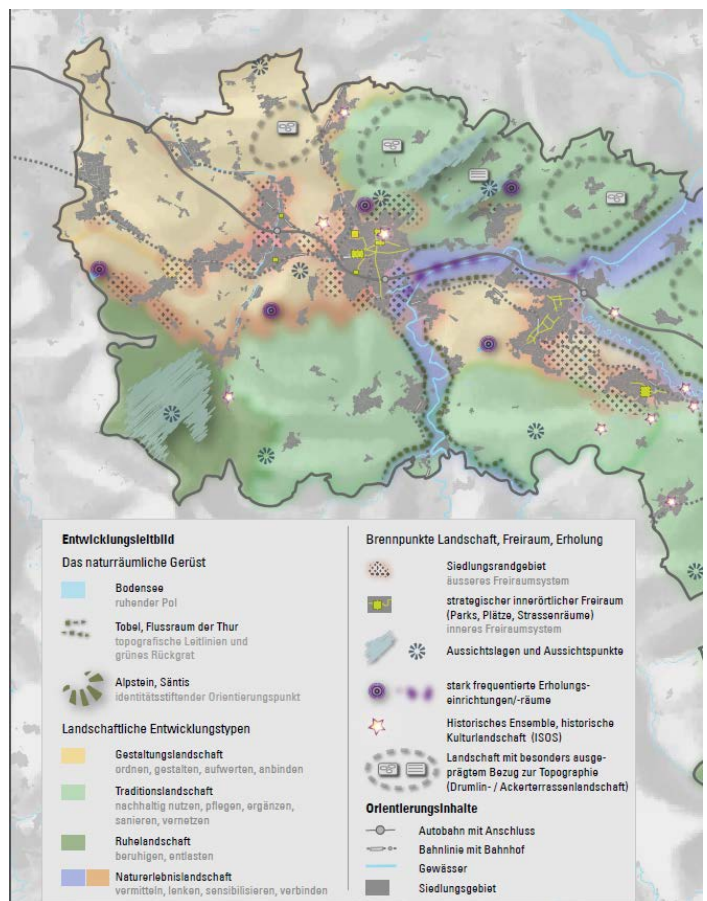 Entwicklungsleitbild
Das naturräumliche Gerüst
Bodensee
ruhender Pol
Tobel, Flussraum der Thur
topografische Leitlinien und
grünes Rückgrat
Alpstein, Säntis
identitätsstiftender Orientierungspunkt
Landschaftliche Entwicklungstypen
Gestaltungslandschaft
ordnen, gestalten, aufwerten, anbinden
Traditionslandschaft
nachhaltig nutzen, pflegen, ergänzen,
sanieren, vernetzen
Ruhelandschaft
beruhigen, entlasten
Naturerlebnislandschaft
vermitteln, lenken, sensibilisieren, verbinden
Brennpunkte Landschaft, Freiraum, Erholung
Siedlungsrandgebiet
äusseres Freiraumsystem
strategischer innerörtlicher Freiraum
(Parks, Plätze, Strassenräume)
inneres Freiraumsystem
Aussichtslagen und Aussichtspunkte
stark frequentierte Erholungs-
einrichtungen/-räume
Historisches Ensemble, historische
Kulturlandschaft (ISOS)
Landschaft mit besonders ausge-
prägtem Bezug zur Topographie
(Drumlin- / Ackerterrassenlandschaft)
Orientierungsinhalte
Autobahn mit Anschluss
Bahnlinie mit Bahnhof
Gewässer
Siedlungsgebiet